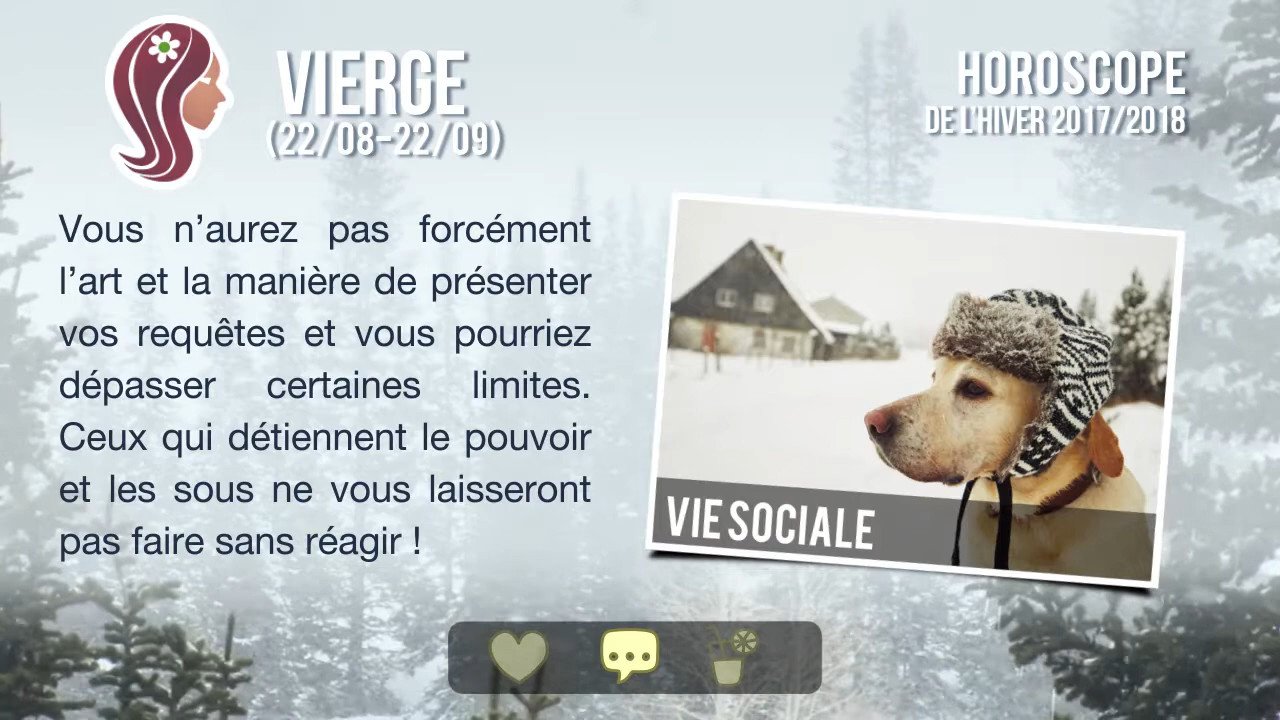 VIERGE
(22/08-22/09)
HOROSCOPE
DE L'HIVER 2017/2018
Vous n’aurez pas forcément
l’art et la manière de présenter
vos requêtes et vous pourriez
dépasser certaines limites.
Ceux qui détiennent le pouvoir
et les sous ne vous laisseront
pas faire sans réagir !
VIE SOCIALE